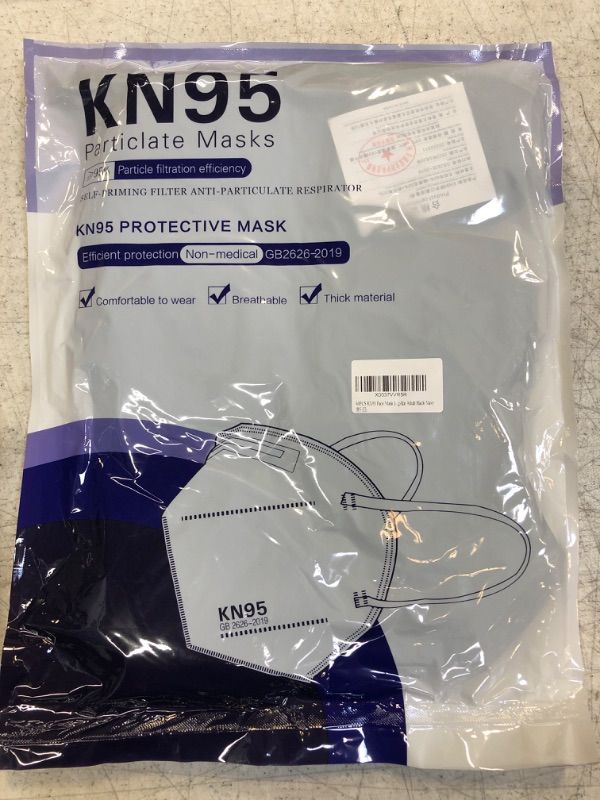 KN95
Particlate Masks
≥95% Particle filtration efficiency
SELF-PRIMING FILTER ANTI-PARTICULATE RESPIRATOR
KN95 PROTECTIVE MASK
Efficient protection Non-medical GB2626-2019
Comfortable to wear Breathable Thick material
KN95
GB 2626-2019